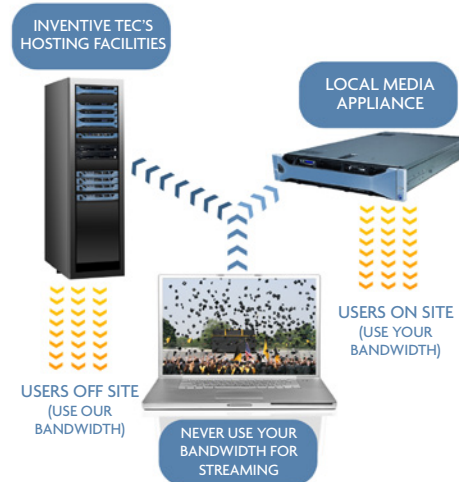 INVENTIVE TEC'S
HOSTING FACILITIES
LOCAL MEDIA
APPLIANCE
USERS ON SITE
(USE YOUR
BANDWIDTH)
USERS OFF SITE
(USE OUR
BANDWIDTH)
NEVER USE YOUR
BANDWIDTH FOR
STREAMING